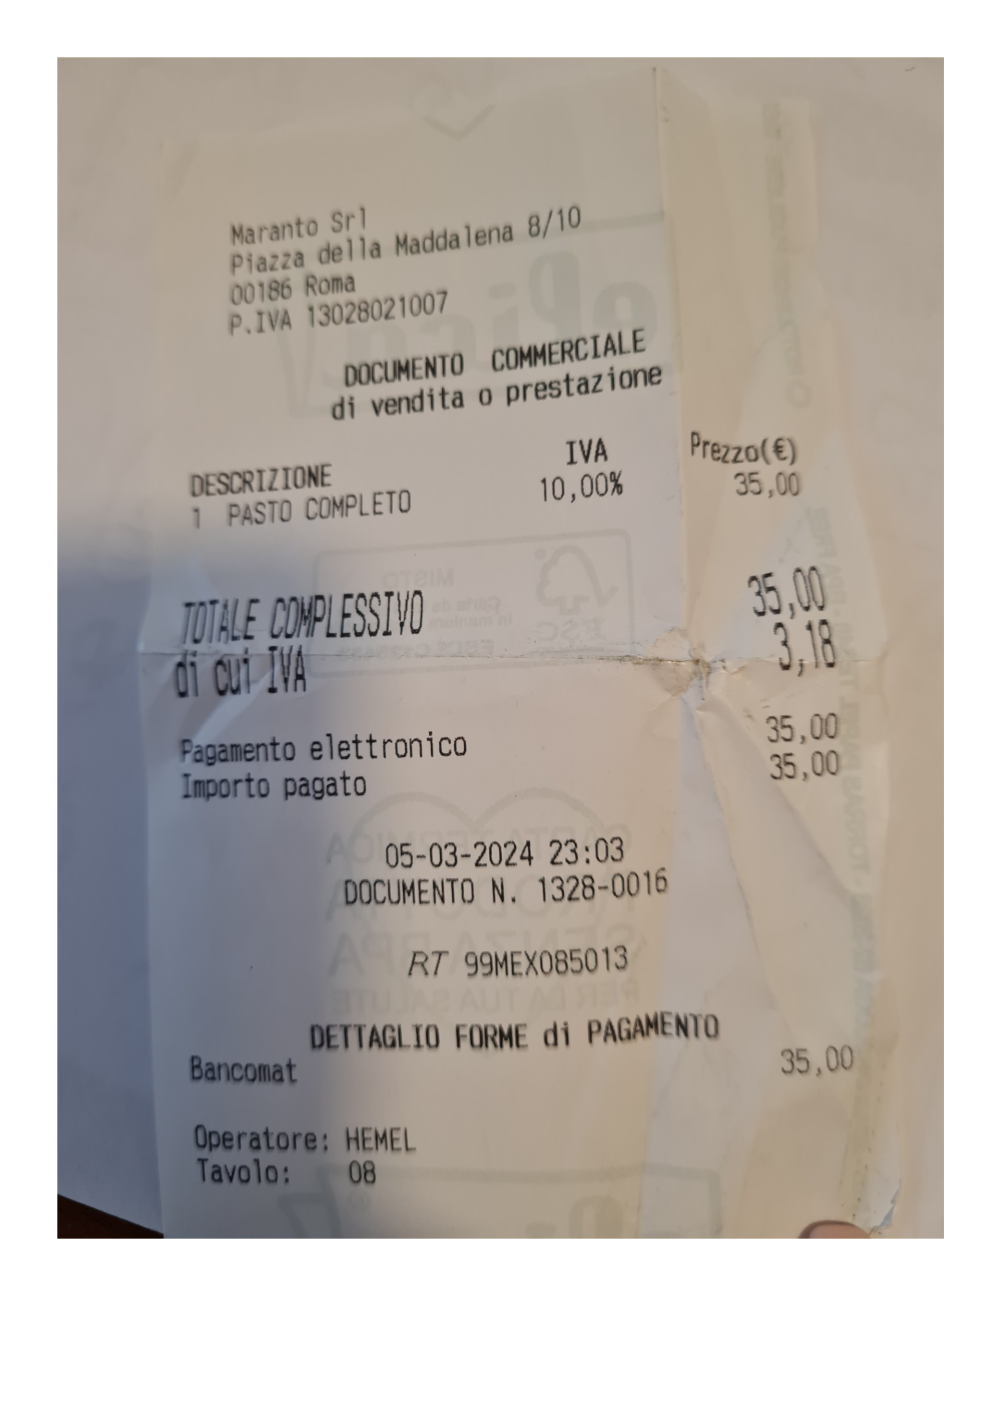 Maranto Srl
Piazza della Maddalena 8/10
00186 Roma
P.IVA 13028021007
DOCUMENTO COMMERCIALE
di vendita o prestazione
DESCRIZIONE IVA Prezzo(€)
1 PASTO COMPLETO 10,00% 35,00
TOTALE COMPLESSIVO 35,00
di cui IVA 3,18
Pagamento elettronico 35,00
Importo pagato 35,00
05-03-2024 23:03
DOCUMENTO N. 1328-0016
RT 99MEX085013
DETTAGLIO FORME di PAGAMENTO
Bancomat 35,00
Operatore: HEMEL
Tavolo: 08